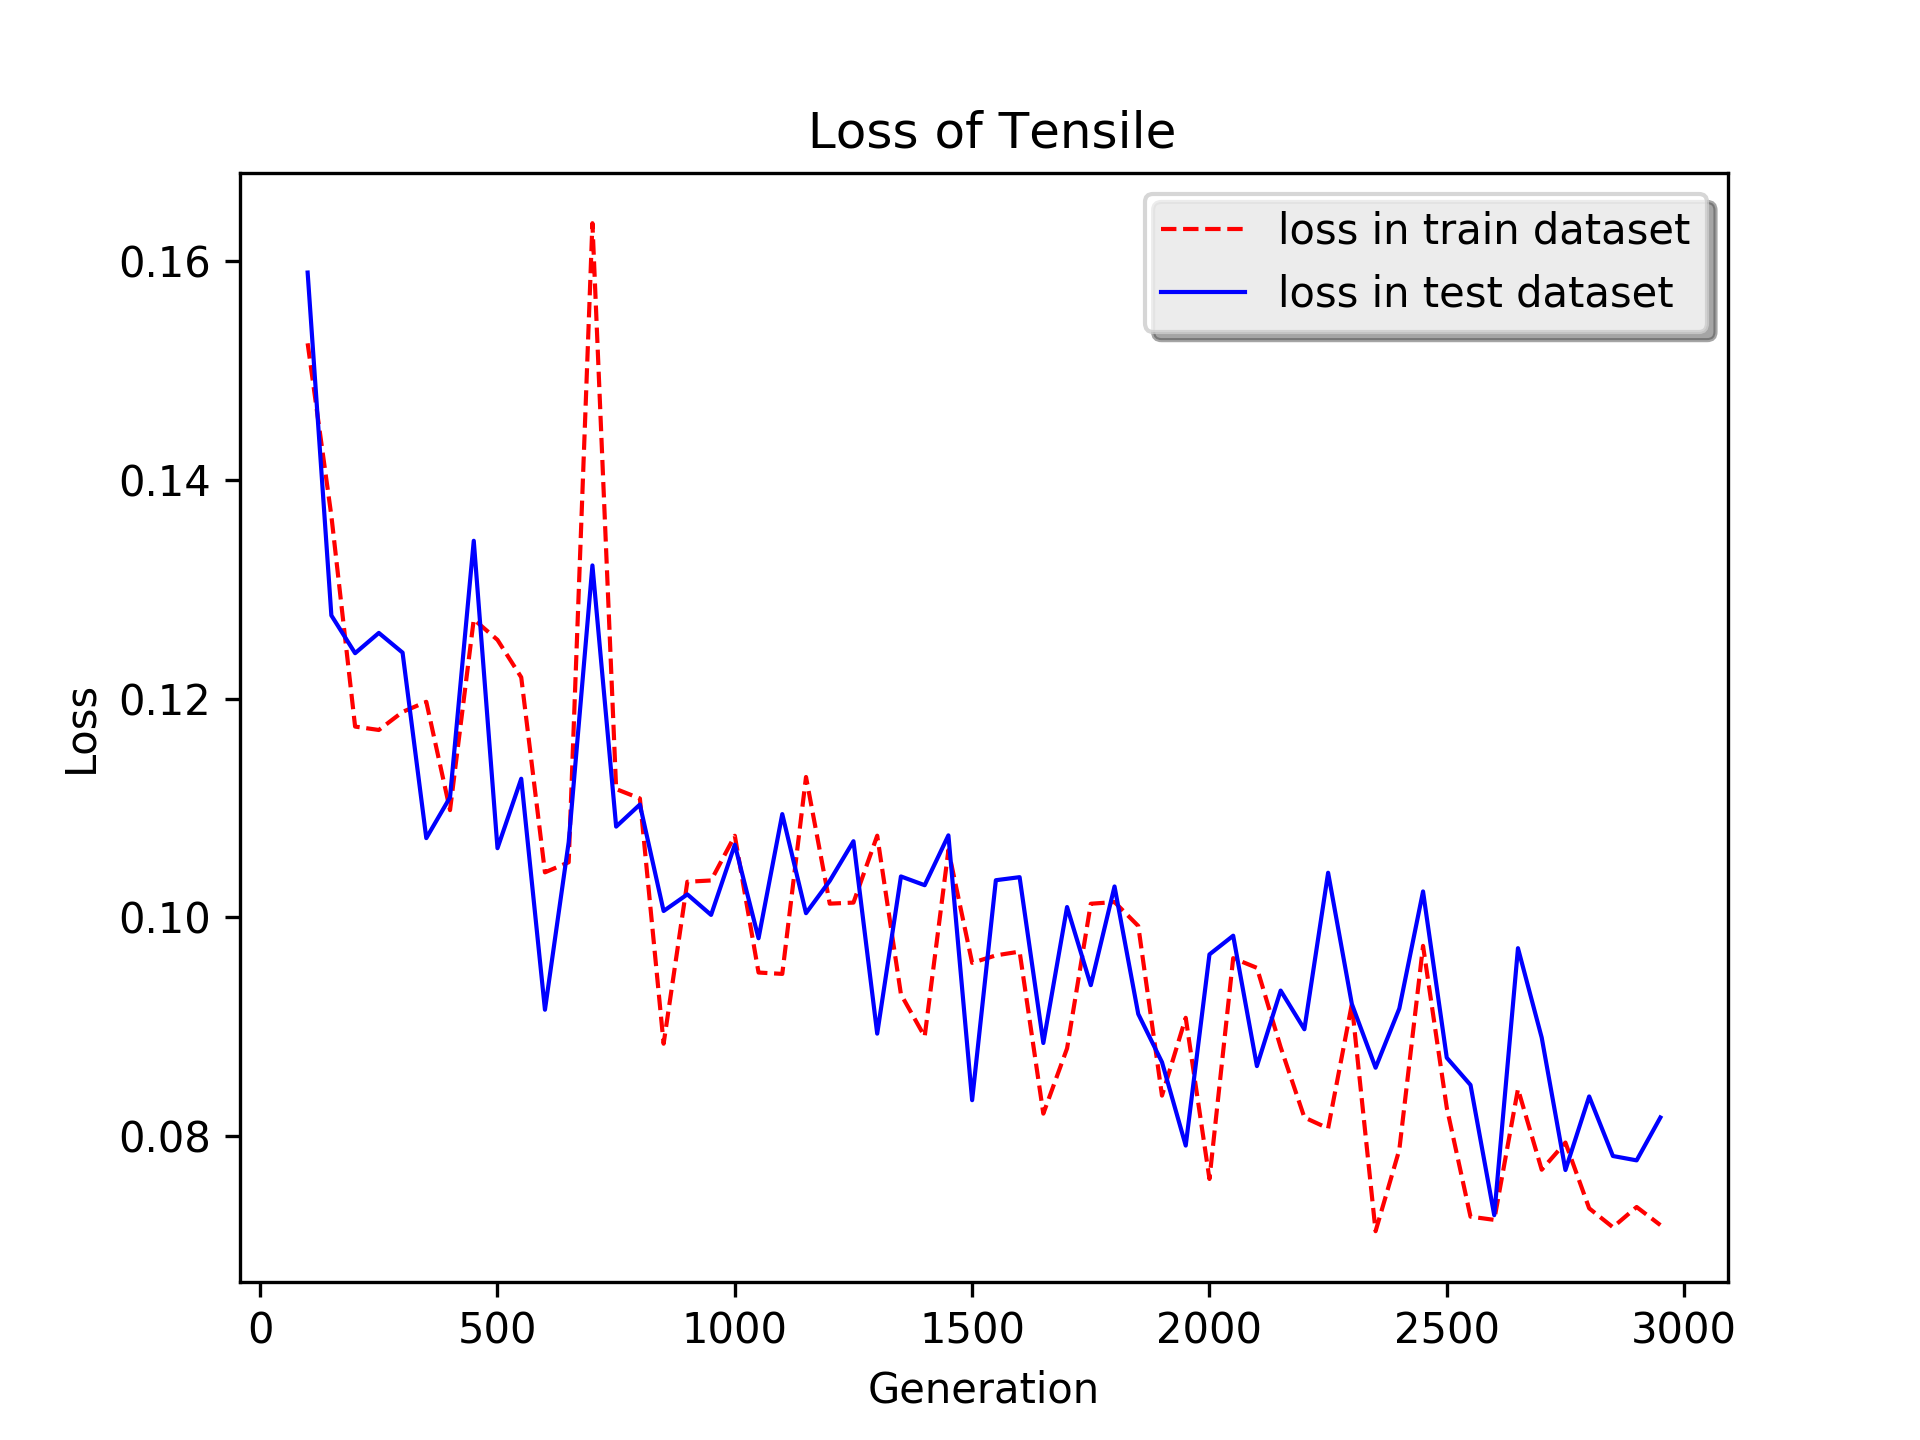 Loss of Tensile
loss in train dataset
loss in test dataset
0.16
0.14
0.12
0.10
0.08
Loss
0 500 1000 1500 2000 2500 3000
Generation